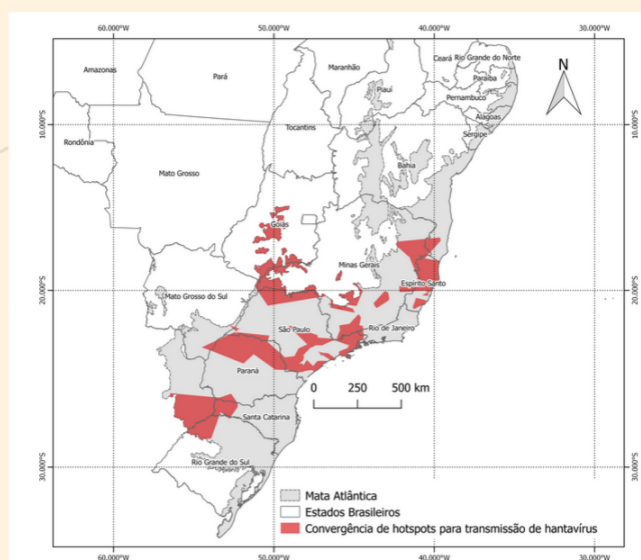 60.000°W 50.000°W 40.000°W 30.000°W
Ceará Rio Grande do Norte
Amazonas Pará Maranhão
Paraíba
Piauí
Pernambuco
10.000°S Alagoas 10.000°S
Tocantins Sergipe
Rondônia
Bahia
Mato Grosso
Goiás
Minas Gerais
20.000°S Espírito Santo 20.000°S
Mato Grosso do Sul
São Paulo Rio de Janeiro
Paraná
0 250 500 km
Santa Catarina
Rio Grande do Sul
30.000°S 30.000°S
Mata Atlântica
Estados Brasileiros
Convergência de hotspots para transmissão de hantavírus
60.000°W 50.000°W 40.000°W 30.000°W
N